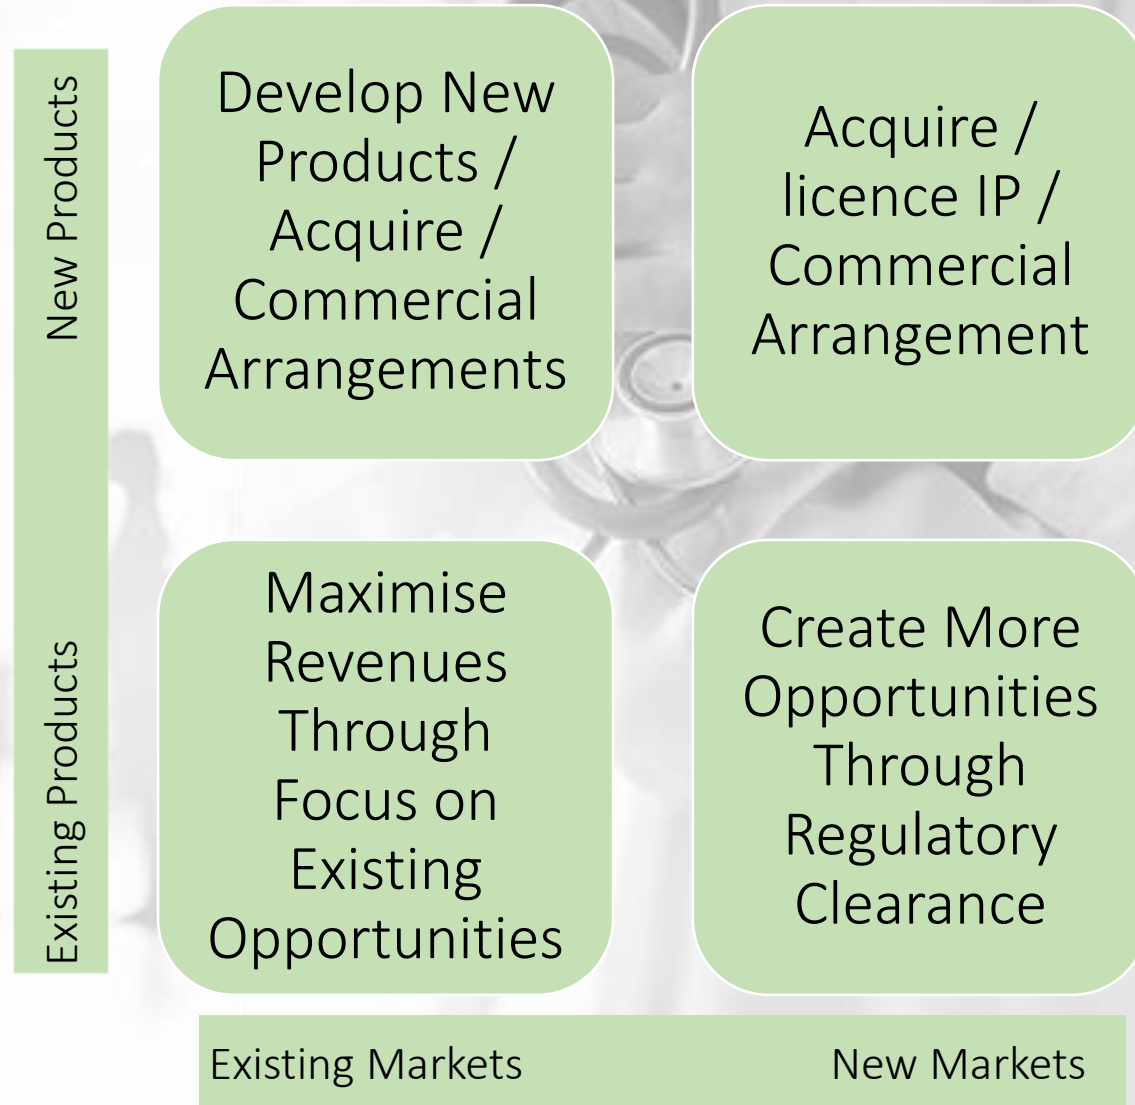 New Products
Develop New
Products /
Acquire /
Commercial
Arrangements
Acquire /
licence IP /
Commercial
Arrangement
Existing Products
Maximise
Revenues
Through
Focus on
Existing
Opportunities
Create More
Opportunities
Through
Regulatory
Clearance
Existing Markets
New Markets